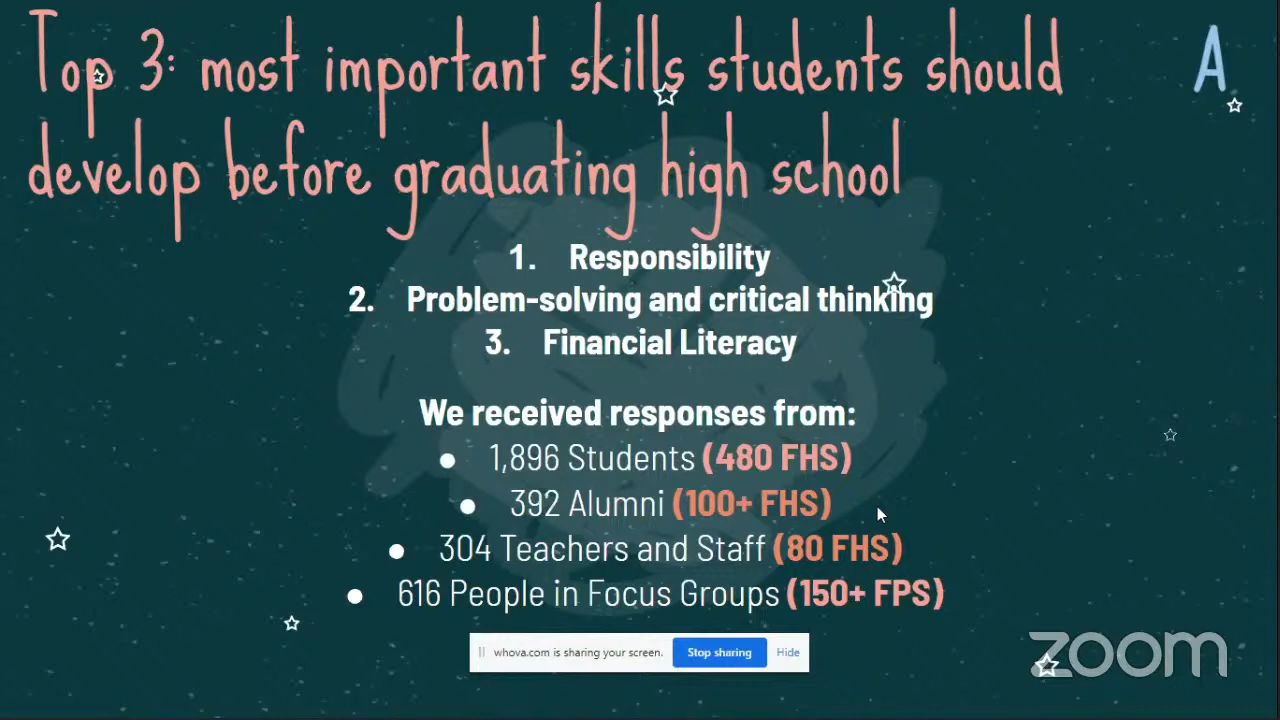 Top 3: most important skills students should
A
develop before graduating high school
1. Responsibility
2. Problem-solving and critical thinking
3. Financial Literacy
We received responses from:
● 1,896 Students (480 FHS)
● 392 Alumni (100+ FHS)
● 304 Teachers and Staff (80 FHS)
● 616 People in Focus Groups (150+ FPS)
whova.com is sharing your screen. Stop sharing Hide
zoom